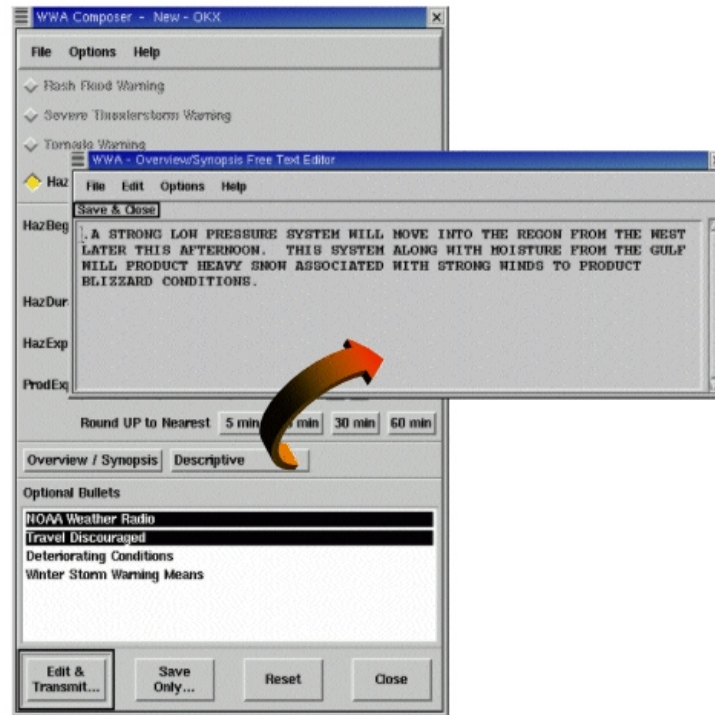 WWA Composer - New - OKX
File Options Help
Flash Flood Warning
Severe Thunderstorm Warning
Tornado Warning
WWA - Overview/Synopsis Free Text Editor
Haz
File Edit Options Help
Save & Close
HazBeg
.A STRONG LOW PRESSURE SYSTEM WILL MOVE INTO THE REGON FROM THE WEST
LATER THIS AFTERNOON. THIS SYSTEM ALONG WITH MOISTURE FROM THE GULF
WILL PRODUCT HEAVY SNOW ASSOCIATED WITH STRONG WINDS TO PRODUCT
BLIZZARD CONDITIONS.
HazDur
HazExp
ProdExp
Round UP to Nearest 5 min min 30 min 60 min
Overview / Synopsis Descriptive
Optional Bullets
NOAA Weather Radio
Travel Discouraged
Deteriorating Conditions
Winter Storm Warning Means
Edit &
Transmit...
Save
Only...
Reset
Close